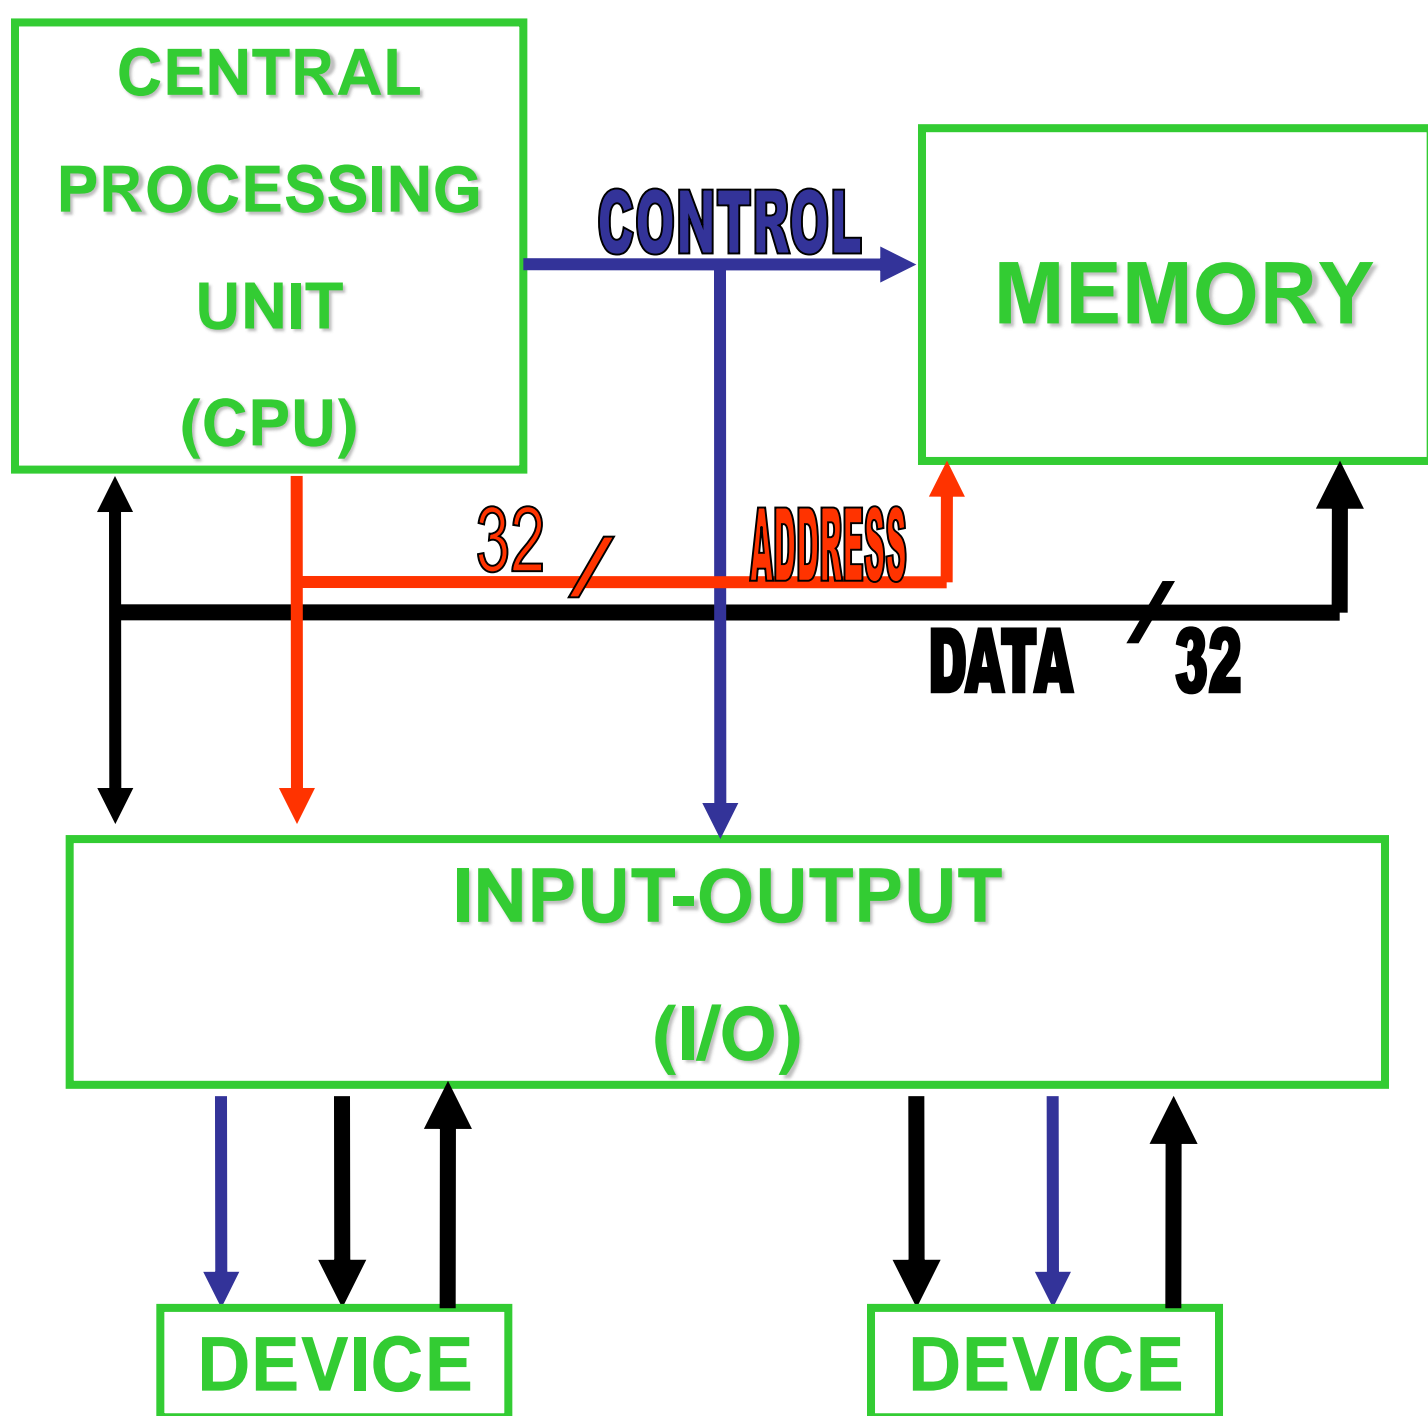 CENTRAL
PROCESSING
UNIT
(CPU)
CONTROL
MEMORY
32
ADDRESS
DATA
32
INPUT-OUTPUT
(I/O)
DEVICE
DEVICE